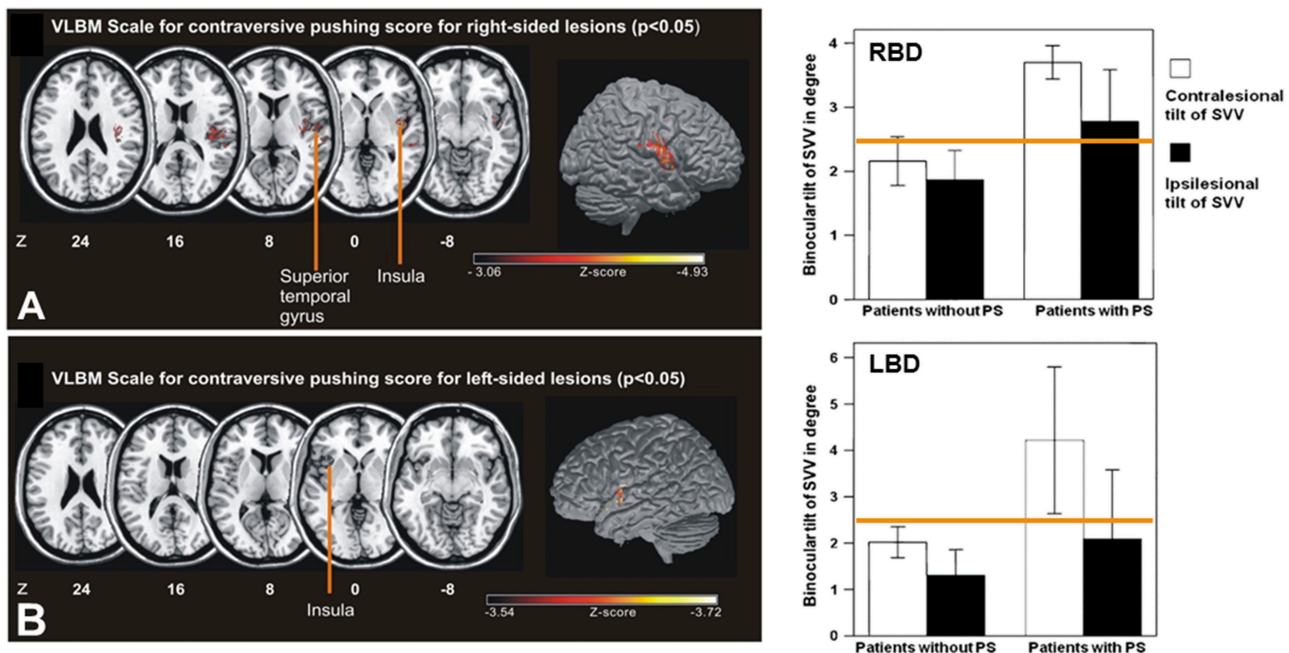 VLBM Scale for contraversive pushing score for right-sided lesions (p<0.05)
Z 24 16 8 0 -8
Superior
temporal
gyrus
Insula
- 3.06 Z-score -4.93
A
RBD
Binocular tilt of SVV in degree
4
3
2
1
0
Patients without PS Patients with PS
Contralesional
tilt of SVV
Ipsilesional
tilt of SVV
VLBM Scale for contraversive pushing score for left-sided lesions (p<0.05)
Z 24 16 8 0 -8
Insula
-3.54 Z-score -3.72
B
LBD
Binocular tilt of SVV in degree
6
5
4
3
2
1
0
Patients without PS Patients with PS